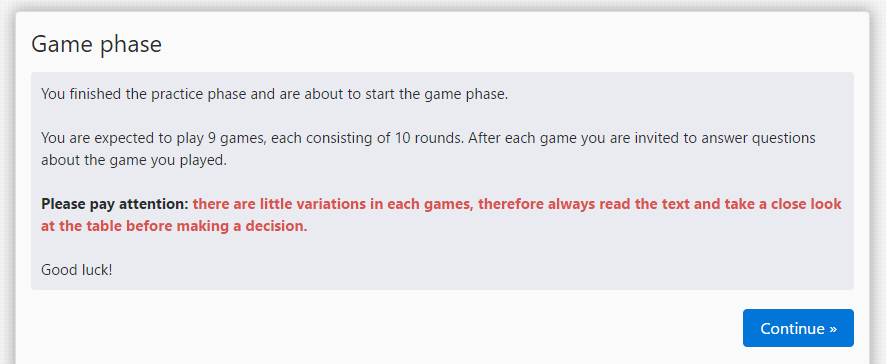 Game phase
You finished the practice phase and are about to start the game phase.
You are expected to play 9 games, each consisting of 10 rounds. After each game you are invited to answer questions
about the game you played.
Please pay attention: there are little variations in each games, therefore always read the text and take a close look
at the table before making a decision.
Good luck!
Continue »